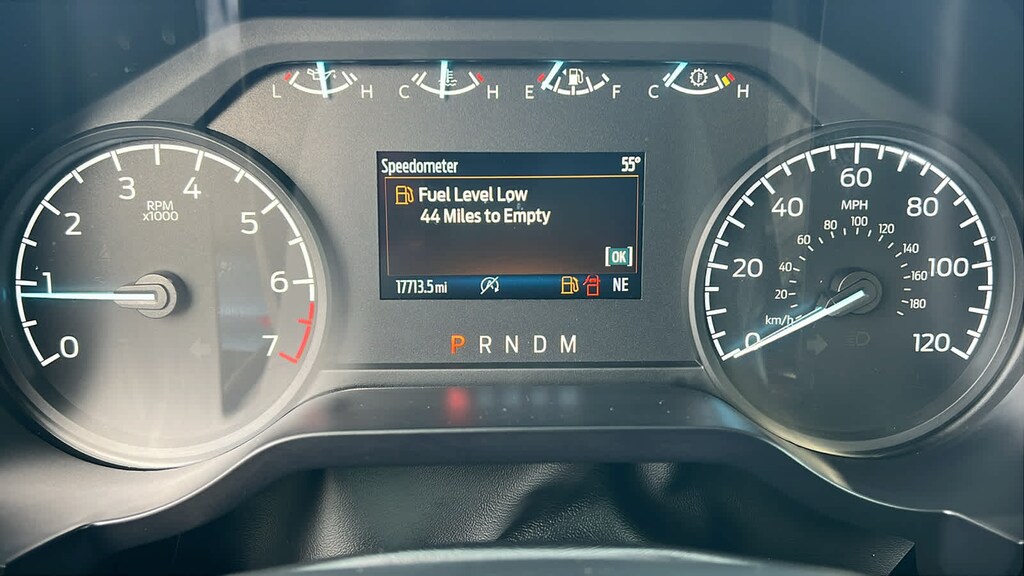 L H C H E F C H
Speedometer 55°
Fuel Level Low
44 Miles to Empty
OK
17713.5 mi NE
P R N D M
0 1 2 3 4 5 6 7
RPM
x1000
0 20 40 60 80 100 120
MPH
20 40 60 80 100 120 140 160 180
km/h